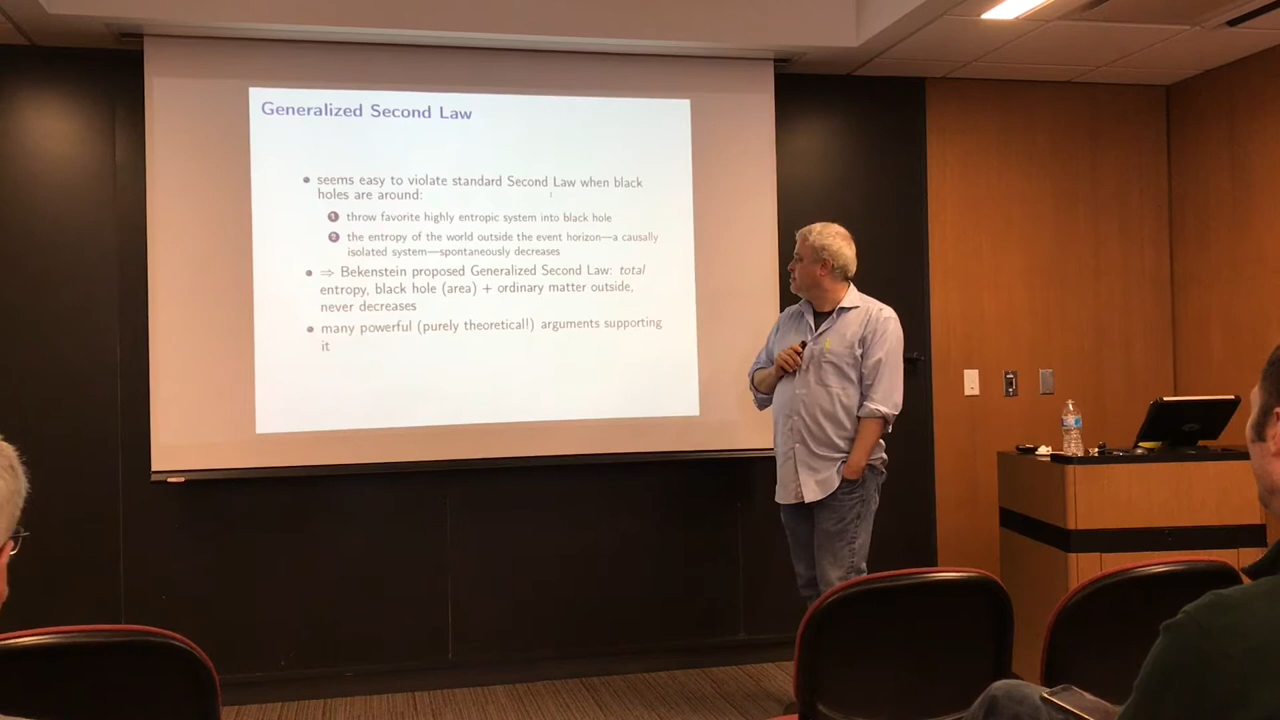 Generalized Second Law
seems easy to violate standard Second Law when black
holes are around:
1 throw favorite highly entropic system into black hole
2 the entropy of the world outside the event horizon—a causally
isolated system—spontaneously decreases
⇒ Bekenstein proposed Generalized Second Law: total
entropy, black hole (area) + ordinary matter outside,
never decreases
many powerful (purely theoretical!) arguments supporting
it